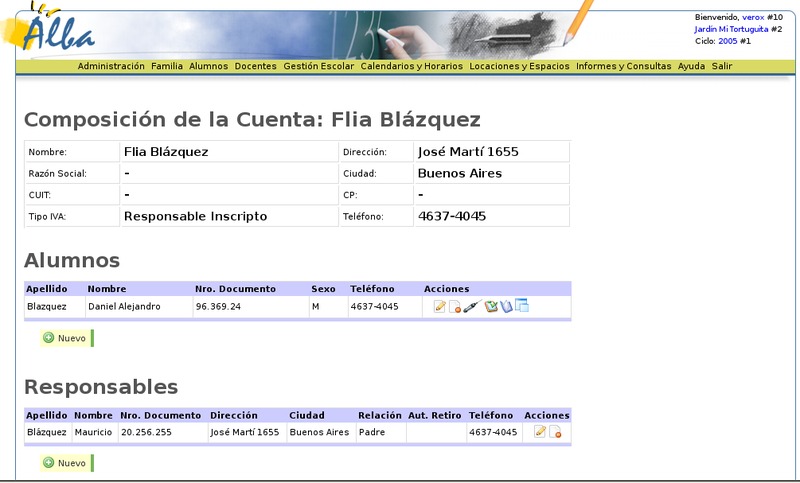 Alba
Bienvenido, verox #10
Jardín Mi Tortuguita #2
Ciclo: 2005 #1
Administración Familia Alumnos Docentes Gestión Escolar Calendarios y Horarios Locaciones y Espacios Informes y Consultas Ayuda Salir
Composición de la Cuenta: Flia Blázquez
Nombre: Flia Blázquez Dirección: José Martí 1655
Razón Social: - Ciudad: Buenos Aires
CUIT: - CP: -
Tipo IVA: Responsable Inscripto Teléfono: 4637-4045
Alumnos
Apellido Nombre Nro. Documento Sexo Teléfono Acciones
Blazquez Daniel Alejandro 96.369.24 M 4637-4045
Nuevo
Responsables
Apellido Nombre Nro. Documento Dirección Ciudad Relación Aut. Retiro Teléfono Acciones
Blázquez Mauricio 20.256.255 José Martí 1655 Buenos Aires Padre 4637-4045
Nuevo